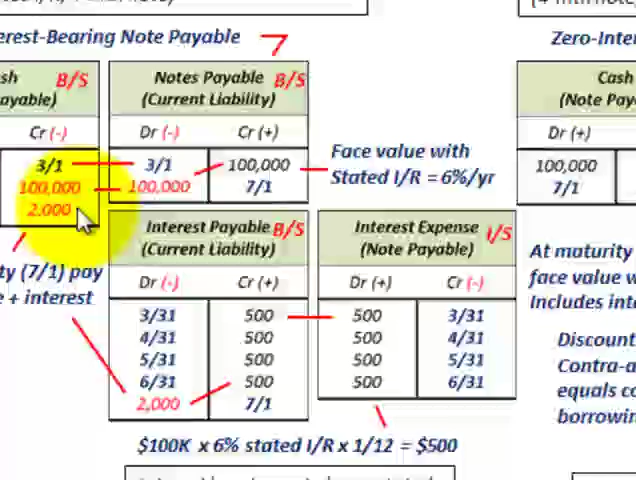 erest-Bearing Note Payable 7
Zero-Inter
sh B/S
ayable)
Cr (-)
3/1
100,000
2,000
Notes Payable B/S
(Current Liability)
Dr (-) Cr (+)
3/1 100,000
100,000 7/1
Face value with
Stated I/R = 6%/yr
Cash
(Note Pay
Dr (+)
100,000
7/1
Interest Payable B/S
(Current Liability)
Dr (-) Cr (+)
3/31 500
4/31 500
5/31 500
6/31 500
2,000 7/1
Interest Expense I/S
(Note Payable)
Dr (+) Cr (-)
500 3/31
500 4/31
500 5/31
500 6/31
ty (7/1) pay
e + interest
At maturity
face value w
Includes inte
Discount
Contra-a
equals co
borrowin
$100K x 6% stated I/R x 1/12 = $500